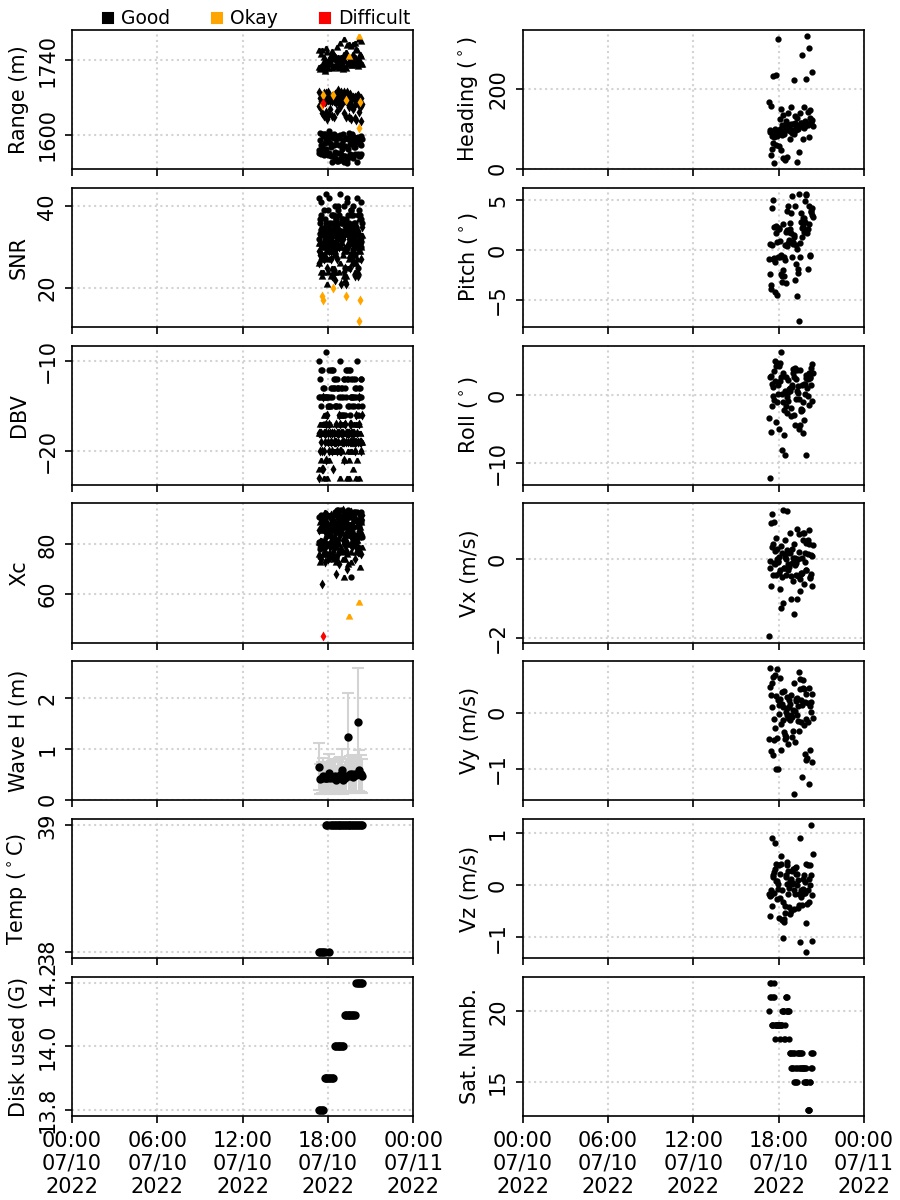 Good Okay Difficult
Range (m)
1740
1600
Heading (°)
200
0
SNR
40
20
Pitch (°)
5
0
−5
DBV
−10
−20
Roll (°)
0
−10
Xc
80
60
Vx (m/s)
0
−2
Wave H (m)
2
1
0
Vy (m/s)
0
−1
Temp (°C)
39
38
Vz (m/s)
1
0
−1
Disk used (G)
14.2
14.0
13.8
Sat. Numb.
20
15
00:00 06:00 12:00 18:00 00:00
07/10 07/10 07/10 07/10 07/11
2022 2022 2022 2022 2022
00:00 06:00 12:00 18:00 00:00
07/10 07/10 07/10 07/10 07/11
2022 2022 2022 2022 2022